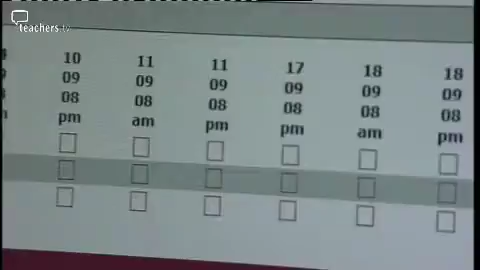 teachers.tv
10 11 11 17 18 18
09 09 09 09 09 09
08 08 08 08 08 08
pm am pm pm am pm